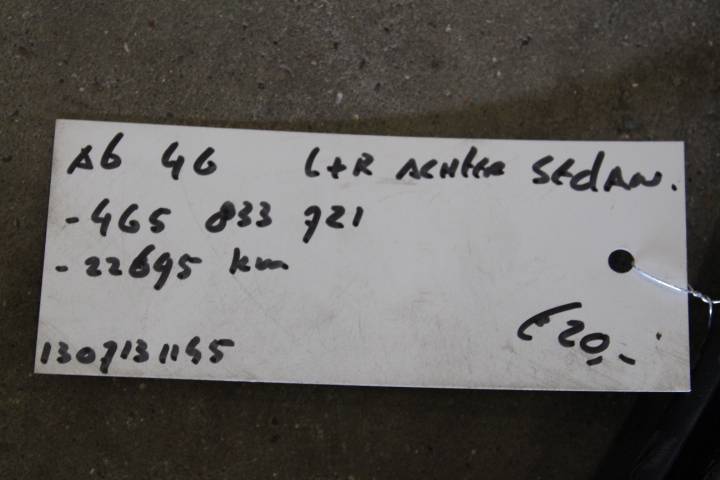 A6 4G L+R ACHTER SEDAN.
- 4G5 833 721
- 22695 km
€20,-
1307131145